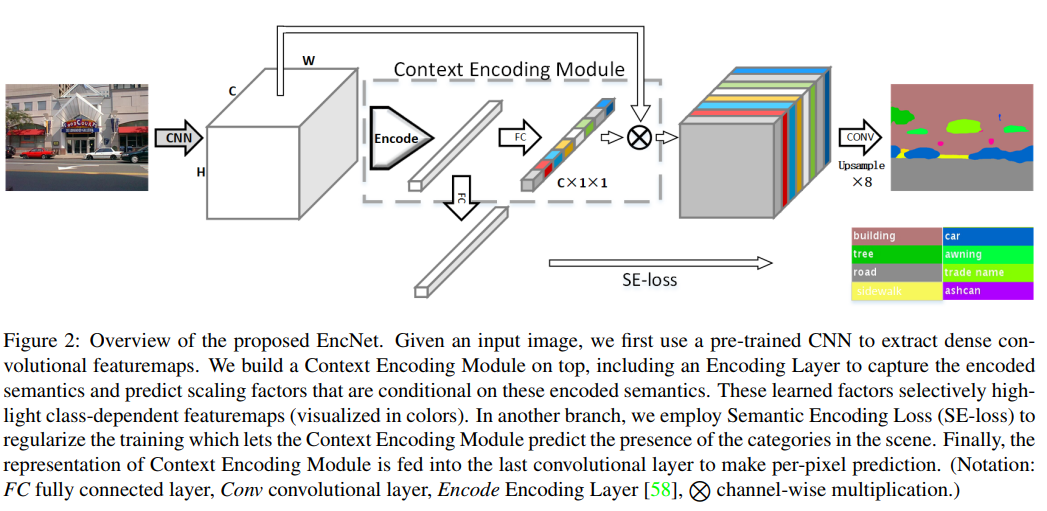 W
C
Context Encoding Module
CNN
Encode
FC
CONV
H
Upsample
×8
C×1×1
FC
SE-loss
building
car
tree
awning
road
trade name
sidewalk
ashcan
Figure 2: Overview of the proposed EncNet. Given an input image, we first use a pre-trained CNN to extract dense con-
volutional featuremaps. We build a Context Encoding Module on top, including an Encoding Layer to capture the encoded
semantics and predict scaling factors that are conditional on these encoded semantics. These learned factors selectively high-
light class-dependent featuremaps (visualized in colors). In another branch, we employ Semantic Encoding Loss (SE-loss) to
regularize the training which lets the Context Encoding Module predict the presence of the categories in the scene. Finally, the
representation of Context Encoding Module is fed into the last convolutional layer to make per-pixel prediction. (Notation:
FC fully connected layer, Conv convolutional layer, Encode Encoding Layer [58], ⊗ channel-wise multiplication.)